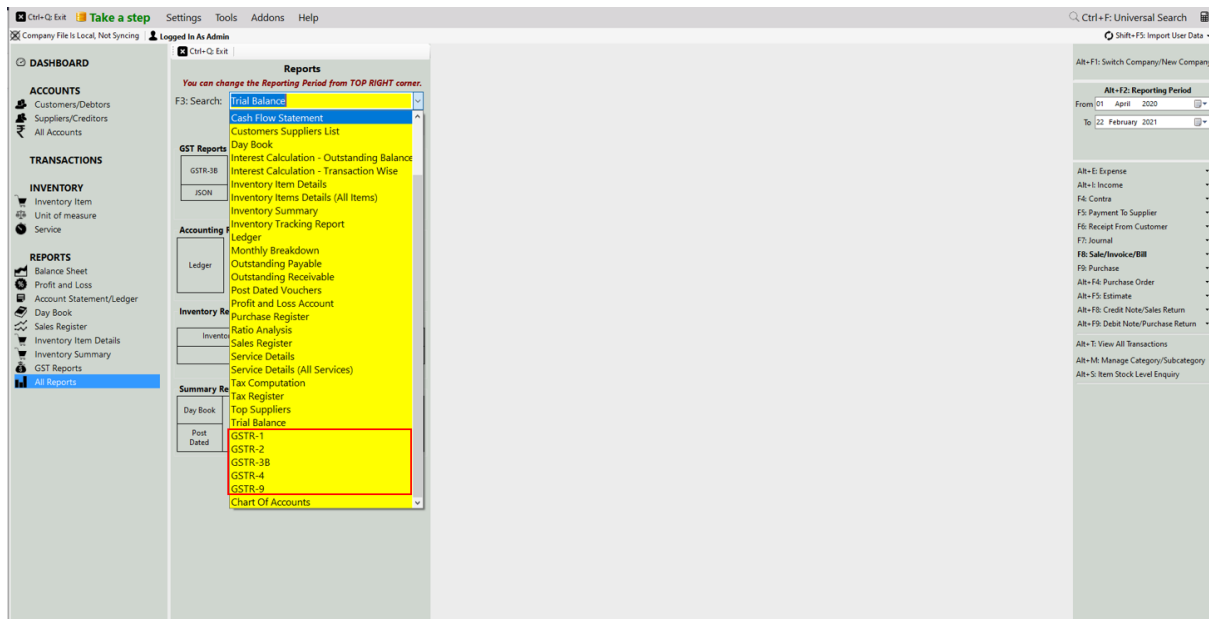 Ctrl+Q: Exit Take a step Settings Tools Addons Help Ctrl+F: Universal Search
Company File Is Local, Not Syncing Logged In As Admin Shift+F5: Import User Data
DASHBOARD
ACCOUNTS
Customers/Debtors
Suppliers/Creditors
All Accounts
TRANSACTIONS
INVENTORY
Inventory Item
Unit of measure
Service
REPORTS
Balance Sheet
Profit and Loss
Account Statement/Ledger
Day Book
Sales Register
Inventory Item Details
Inventory Summary
GST Reports
All Reports
Ctrl+Q: Exit
Reports
You can change the Reporting Period from TOP RIGHT corner.
F3: Search: Trial Balance
GST Reports
GSTR-3B
JSON
Accounting
Ledger
Inventory Re
Invento
Summary Re
Day Book
Post
Dated
Cash Flow Statement
Customers Suppliers List
Day Book
Interest Calculation - Outstanding Balance
Interest Calculation - Transaction Wise
Inventory Item Details
Inventory Items Details (All Items)
Inventory Summary
Inventory Tracking Report
Ledger
Monthly Breakdown
Outstanding Payable
Outstanding Receivable
Post Dated Vouchers
Profit and Loss Account
Purchase Register
Ratio Analysis
Sales Register
Service Details
Service Details (All Services)
Tax Computation
Tax Register
Top Suppliers
Trial Balance
GSTR-1
GSTR-2
GSTR-3B
GSTR-4
GSTR-9
Chart Of Accounts
Alt+F1: Switch Company/New Company
Alt+F2: Reporting Period
From 01 April 2020
To 22 February 2021
Alt+E: Expense
Alt+I: Income
F4: Contra
F5: Payment To Supplier
F6: Receipt From Customer
F7: Journal
F8: Sale/Invoice/Bill
F9: Purchase
Alt+F4: Purchase Order
Alt+F5: Estimate
Alt+F8: Credit Note/Sales Return
Alt+F9: Debit Note/Purchase Return
Alt+T: View All Transactions
Alt+M: Manage Category/Subcategory
Alt+S: Item Stock Level Enquiry